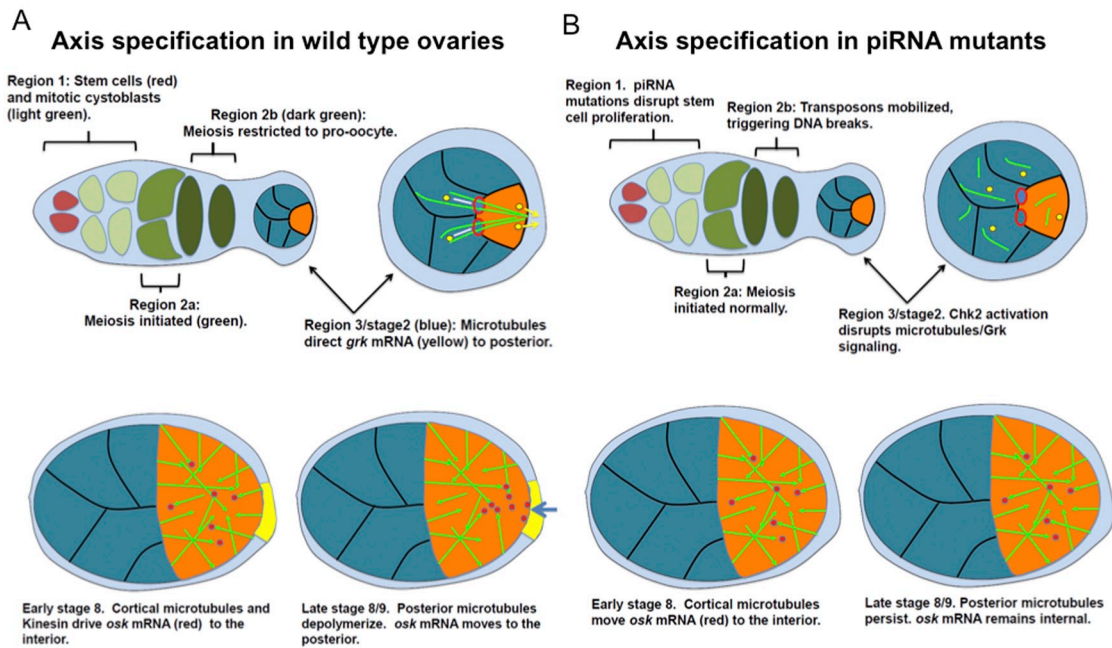 A
Axis specification in wild type ovaries
Region 1: Stem cells (red)
and mitotic cystoblasts
(light green).
Region 2b (dark green):
Meiosis restricted to pro-oocyte.
Region 2a:
Meiosis initiated (green).
Region 3/stage2 (blue): Microtubules
direct grk mRNA (yellow) to posterior.
Early stage 8.  Cortical microtubules and
Kinesin drive osk mRNA (red)  to the
interior.
Late stage 8/9.  Posterior microtubules
depolymerize.  osk mRNA moves to the
posterior.
B
Axis specification in piRNA mutants
Region 1.  piRNA
mutations disrupt stem
cell proliferation.
Region 2b: Transposons mobilized,
triggering DNA breaks.
Region 2a: Meiosis
initiated normally.
Region 3/stage2. Chk2 activation
disrupts microtubules/Grk
signaling.
Early stage 8.  Cortical microtubules
move osk mRNA (red) to the interior.
Late stage 8/9. Posterior microtubules
persist. osk mRNA remains internal.